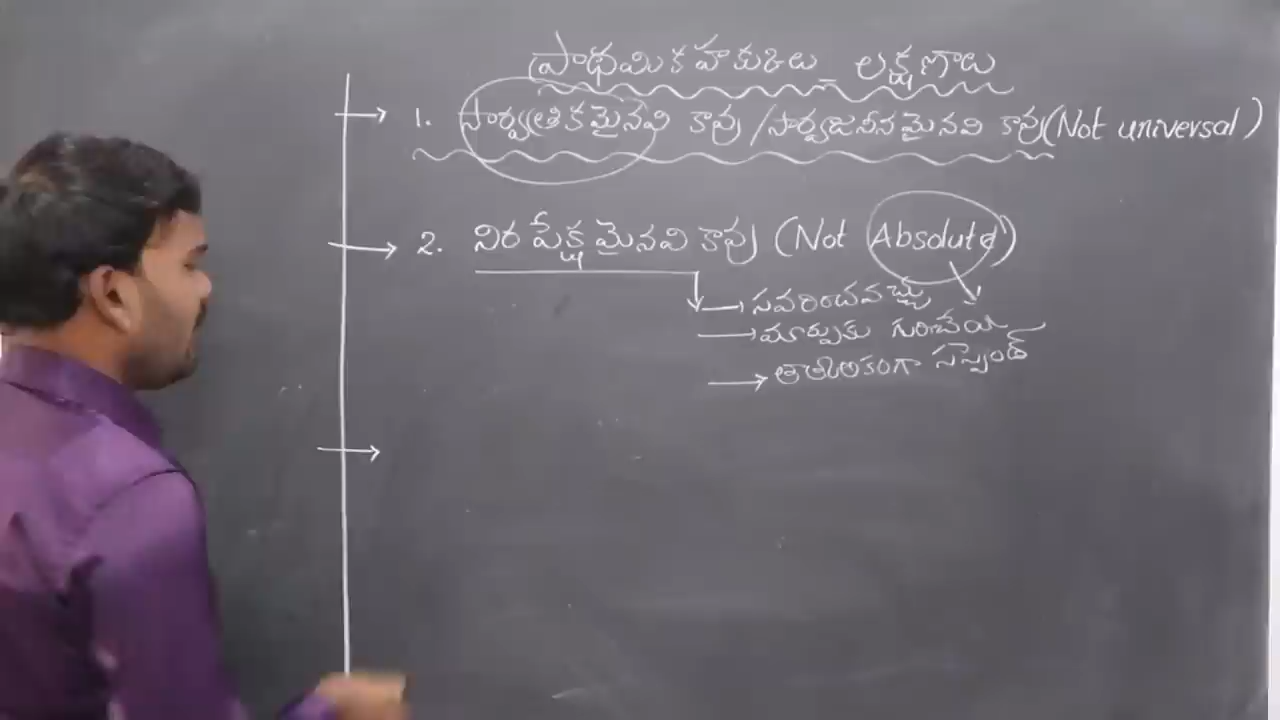 ప్రాథమిక హక్కులు_ లక్షణాలు
1. సార్వత్రికమైనవి కావు/సార్వజనీనమైనవి కావు(Not universal)
2. నిరపేక్షమైనవి కావు (Not Absolute)
సవరించవచ్చు
మార్పుకు గురిచేయ
తాత్కాలికంగా సస్పెండ్